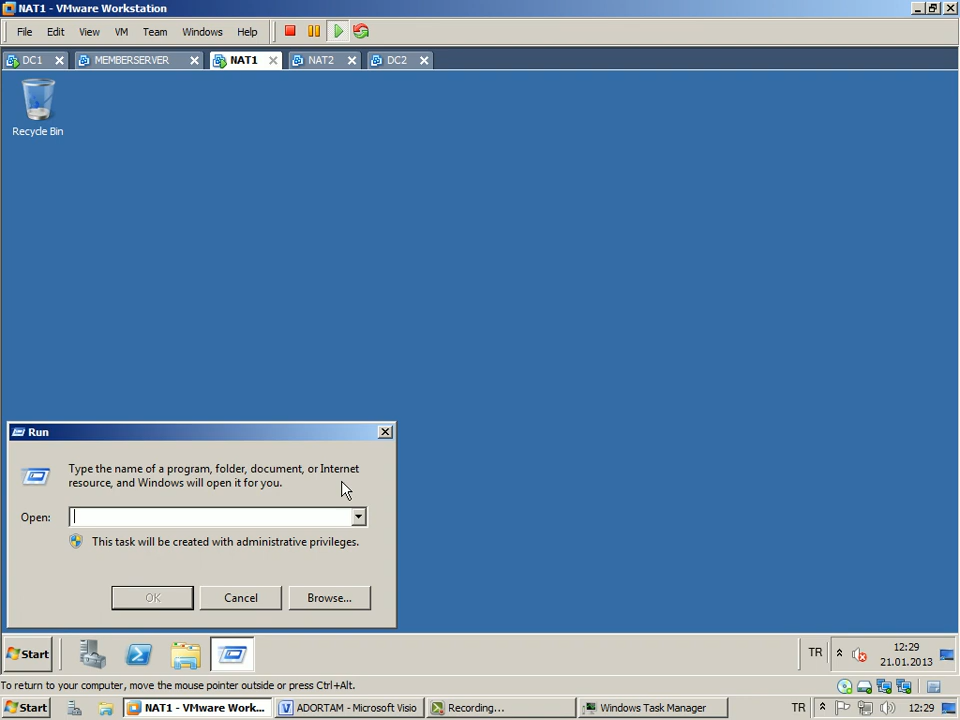 NAT1 - VMware Workstation
File Edit View VM Team Windows Help
DC1 MEMBERSERVER NAT1 NAT2 DC2
Recycle Bin
Run
Type the name of a program, folder, document, or Internet
resource, and Windows will open it for you.
Open:
This task will be created with administrative privileges.
OK Cancel Browse...
Start TR 12:29
21.01.2013
To return to your computer, move the mouse pointer outside or press Ctrl+Alt.
Start NAT1 - VMware Work... ADORTAM - Microsoft Visio Recording... Windows Task Manager TR 12:29